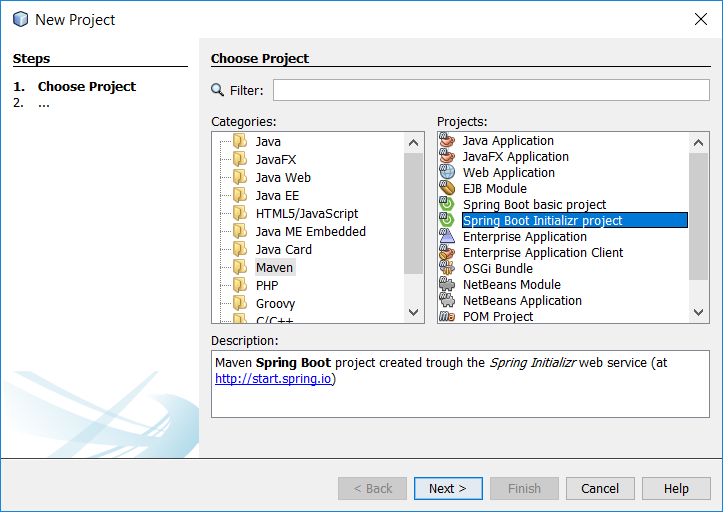 New Project
Steps
1. Choose Project
2. ...
Choose Project
Filter:
Categories:
Java
JavaFX
Java Web
Java EE
HTML5/JavaScript
Java ME Embedded
Java Card
Maven
PHP
Groovy
C/C++
Projects:
Java Application
JavaFX Application
Web Application
EJB Module
Spring Boot basic project
Spring Boot Initializr project
Enterprise Application
Enterprise Application Client
OSGi Bundle
NetBeans Module
NetBeans Application
POM Project
Description:
Maven Spring Boot project created trough the Spring Initializr web service (at
http://start.spring.io)
< Back
Next >
Finish
Cancel
Help